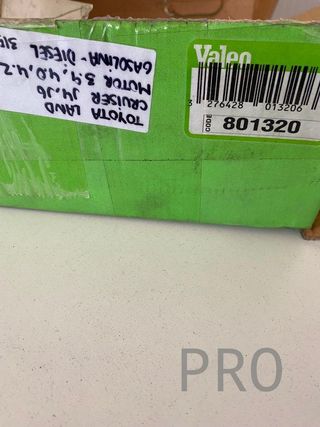 TOYOTA LAND
CRUISER J4, J6
MOTOR 3.4, 4.0, 4.2
GASOLINA - DIESEL
Valeo
3 276428 013206
CODE 801320
PRO